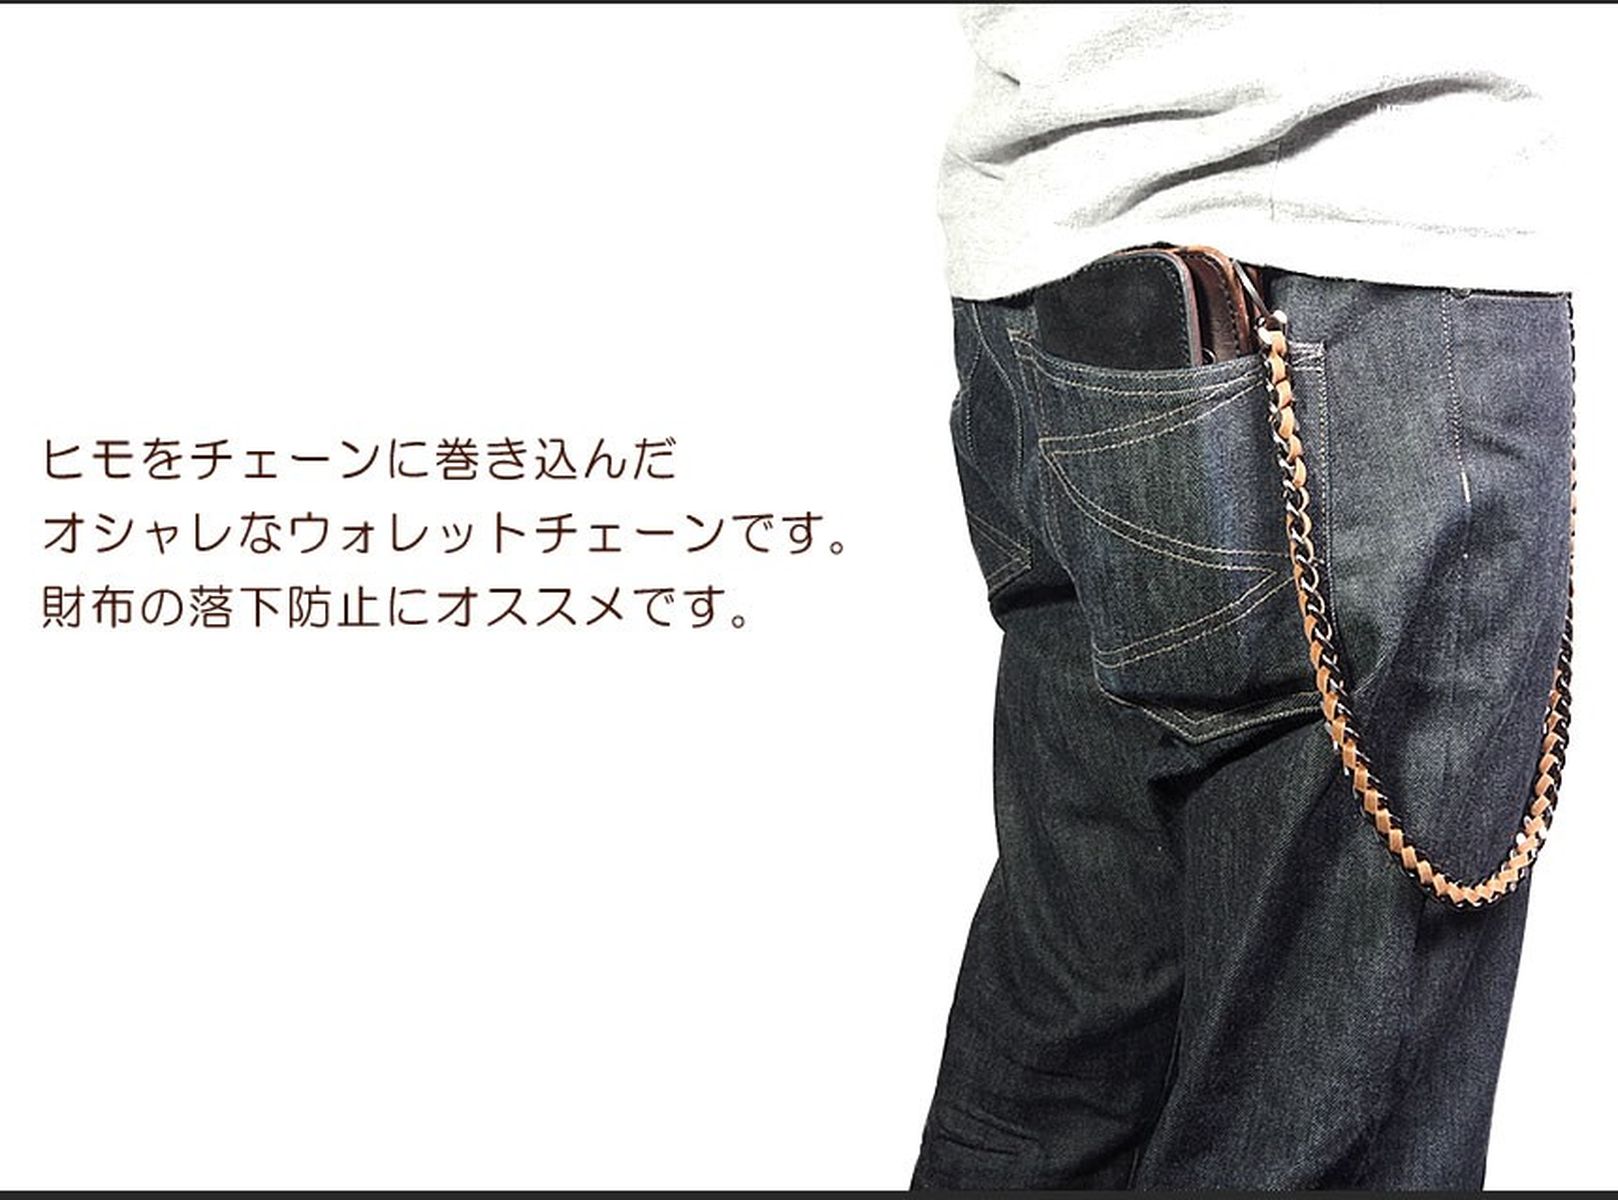 ヒモをチェーンに巻き込んだ
オシャレなウォレットチェーンです。
財布の落下防止にオススメです。